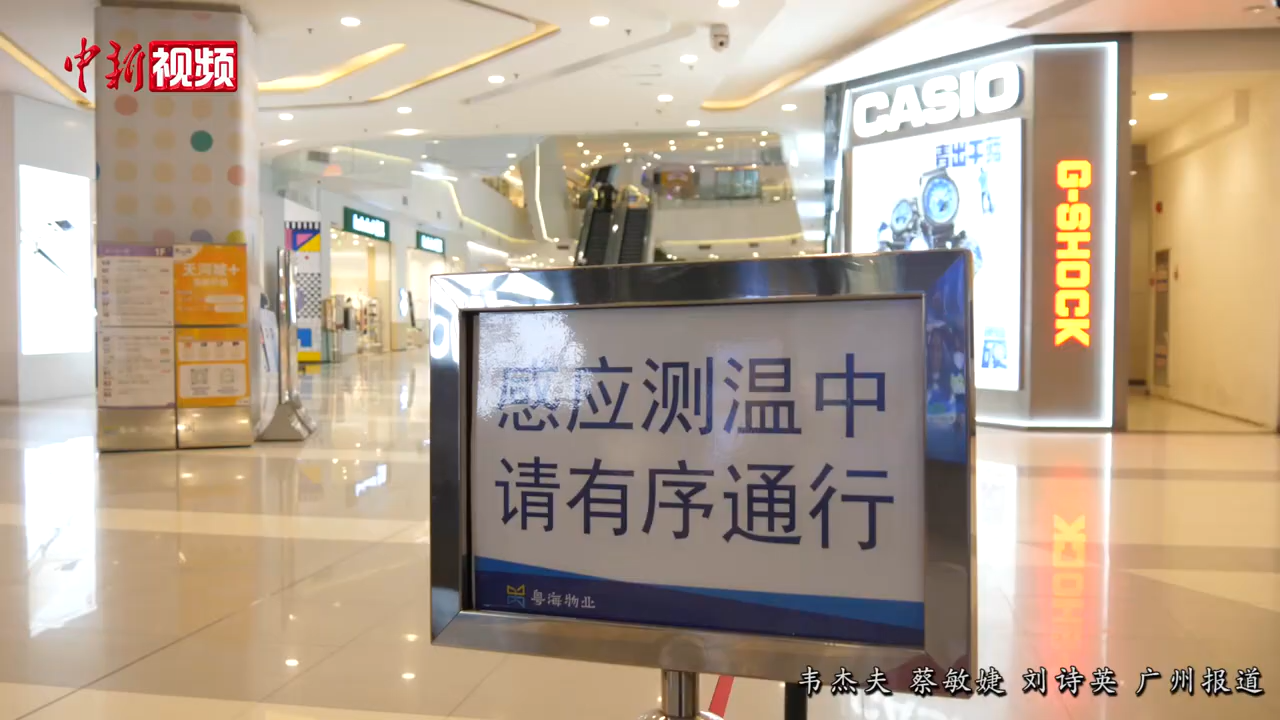 中新视频
CASIO
G-SHOCK
1F
天河城+
感应测温中
请有序通行
粤海物业
韦杰夫 蔡敏婕 刘诗英 广州报道